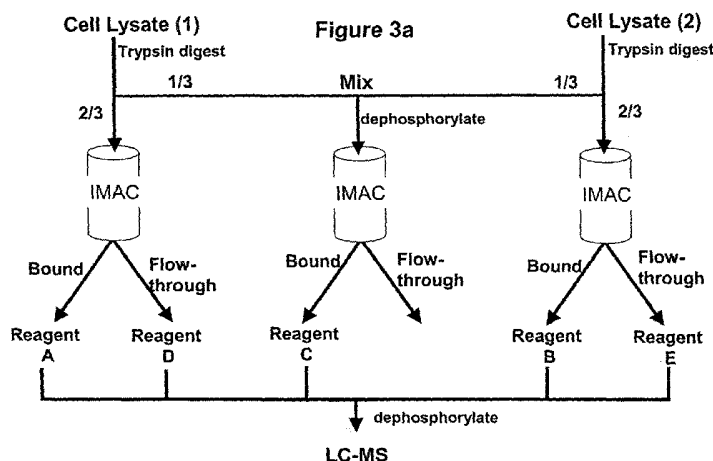 Cell Lysate (1)
Figure 3a
Cell Lysate (2)
Trypsin digest
Trypsin digest
1/3
Mix
1/3
2/3
dephosphorylate
2/3
IMAC
IMAC
IMAC
Bound
Flow-
through
Bound
Flow-
through
Bound
Flow-
through
Reagent
A
Reagent
D
Reagent
C
Reagent
B
Reagent
E
dephosphorylate
LC-MS